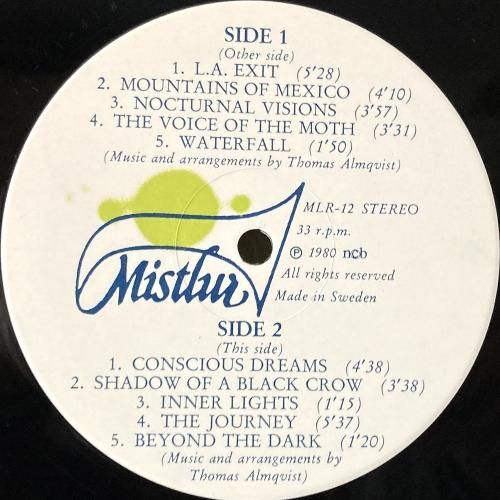 SIDE 1
(Other side)
1. L.A. EXIT (5'28)
2. MOUNTAINS OF MEXICO (4'10)
3. NOCTURNAL VISIONS (3'57)
4. THE VOICE OF THE MOTH (3'31)
5. WATERFALL (1'50)
(Music and arrangements by Thomas Almqvist)
MLR-12 STEREO
33 r.p.m.
℗ 1980 ncb
All rights reserved
Made in Sweden
Mistlur
SIDE 2
(This side)
1. CONSCIOUS DREAMS (4'38)
2. SHADOW OF A BLACK CROW (3'38)
3. INNER LIGHTS (1'15)
4. THE JOURNEY (5'37)
5. BEYOND THE DARK (1'20)
(Music and arrangements by
Thomas Almqvist)